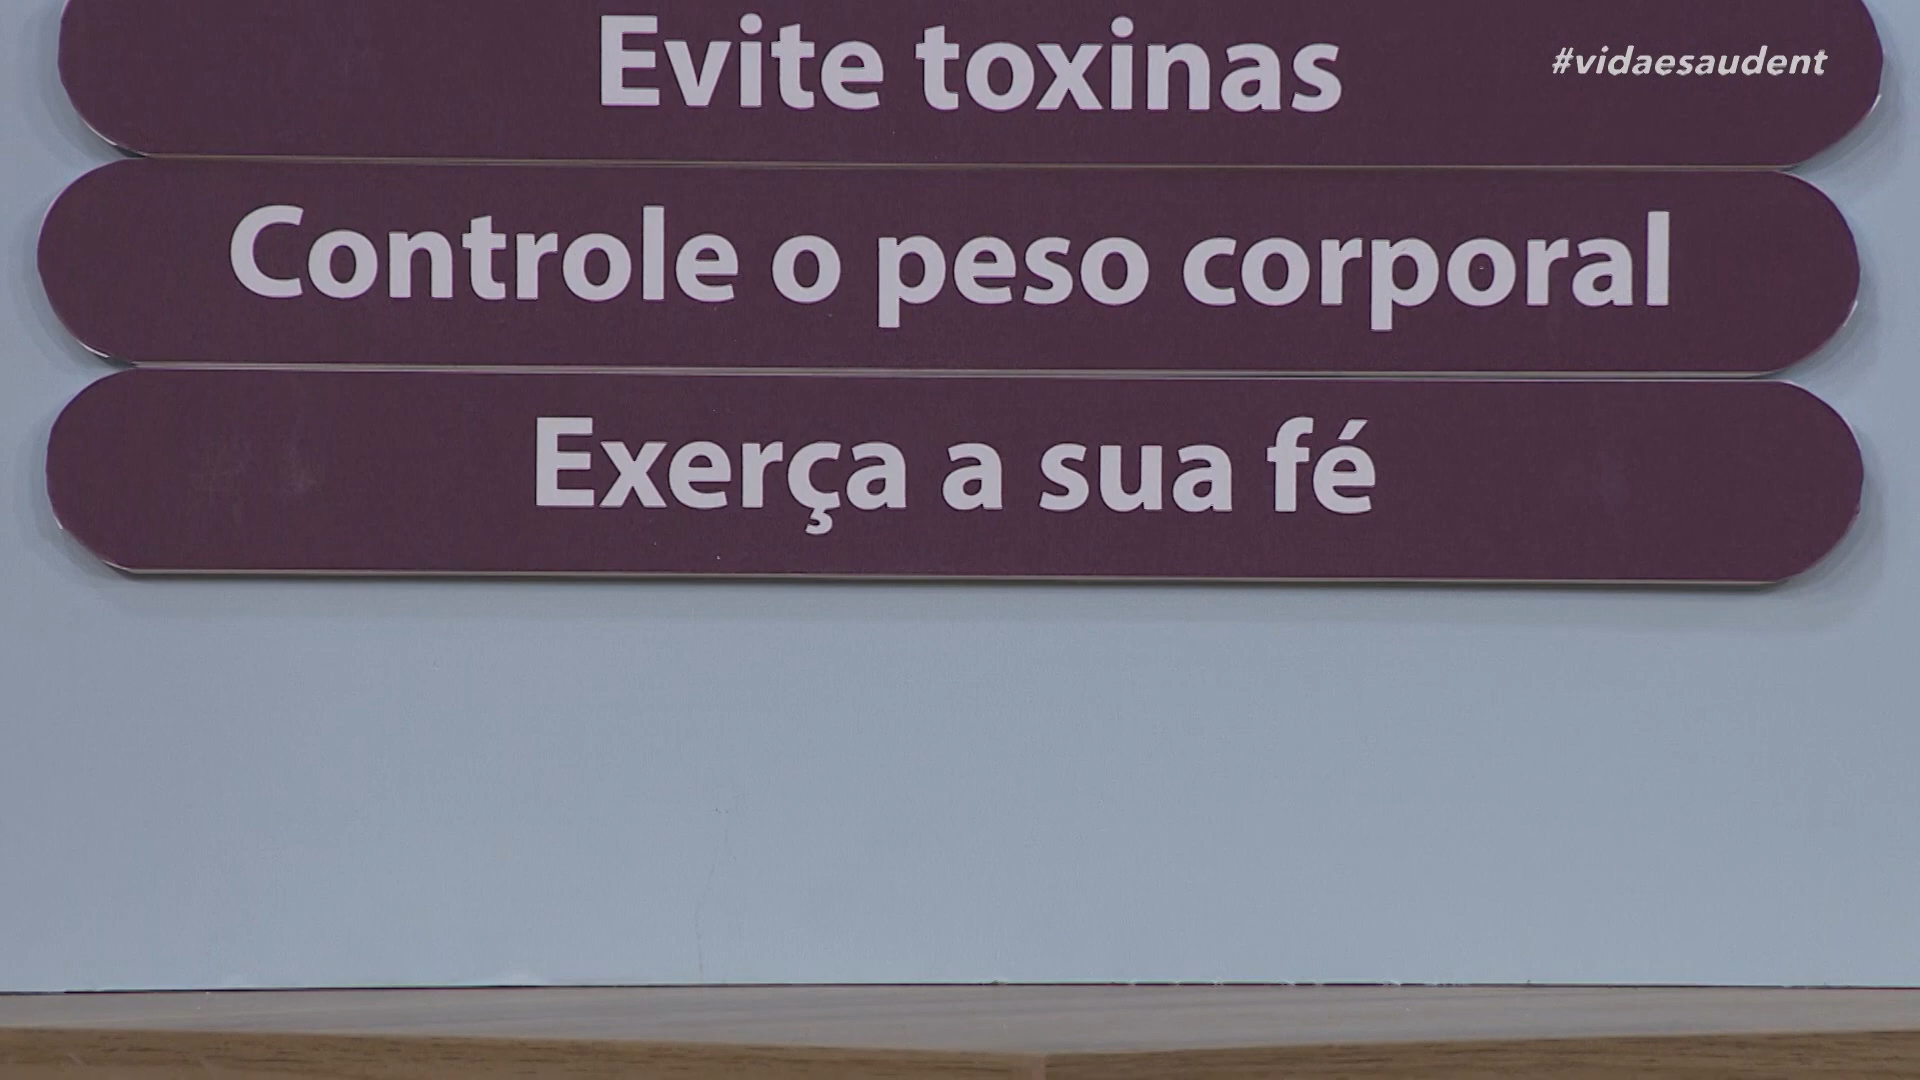 Evite toxinas
#vidaesaudent
Controle o peso corporal
Exerça a sua fé